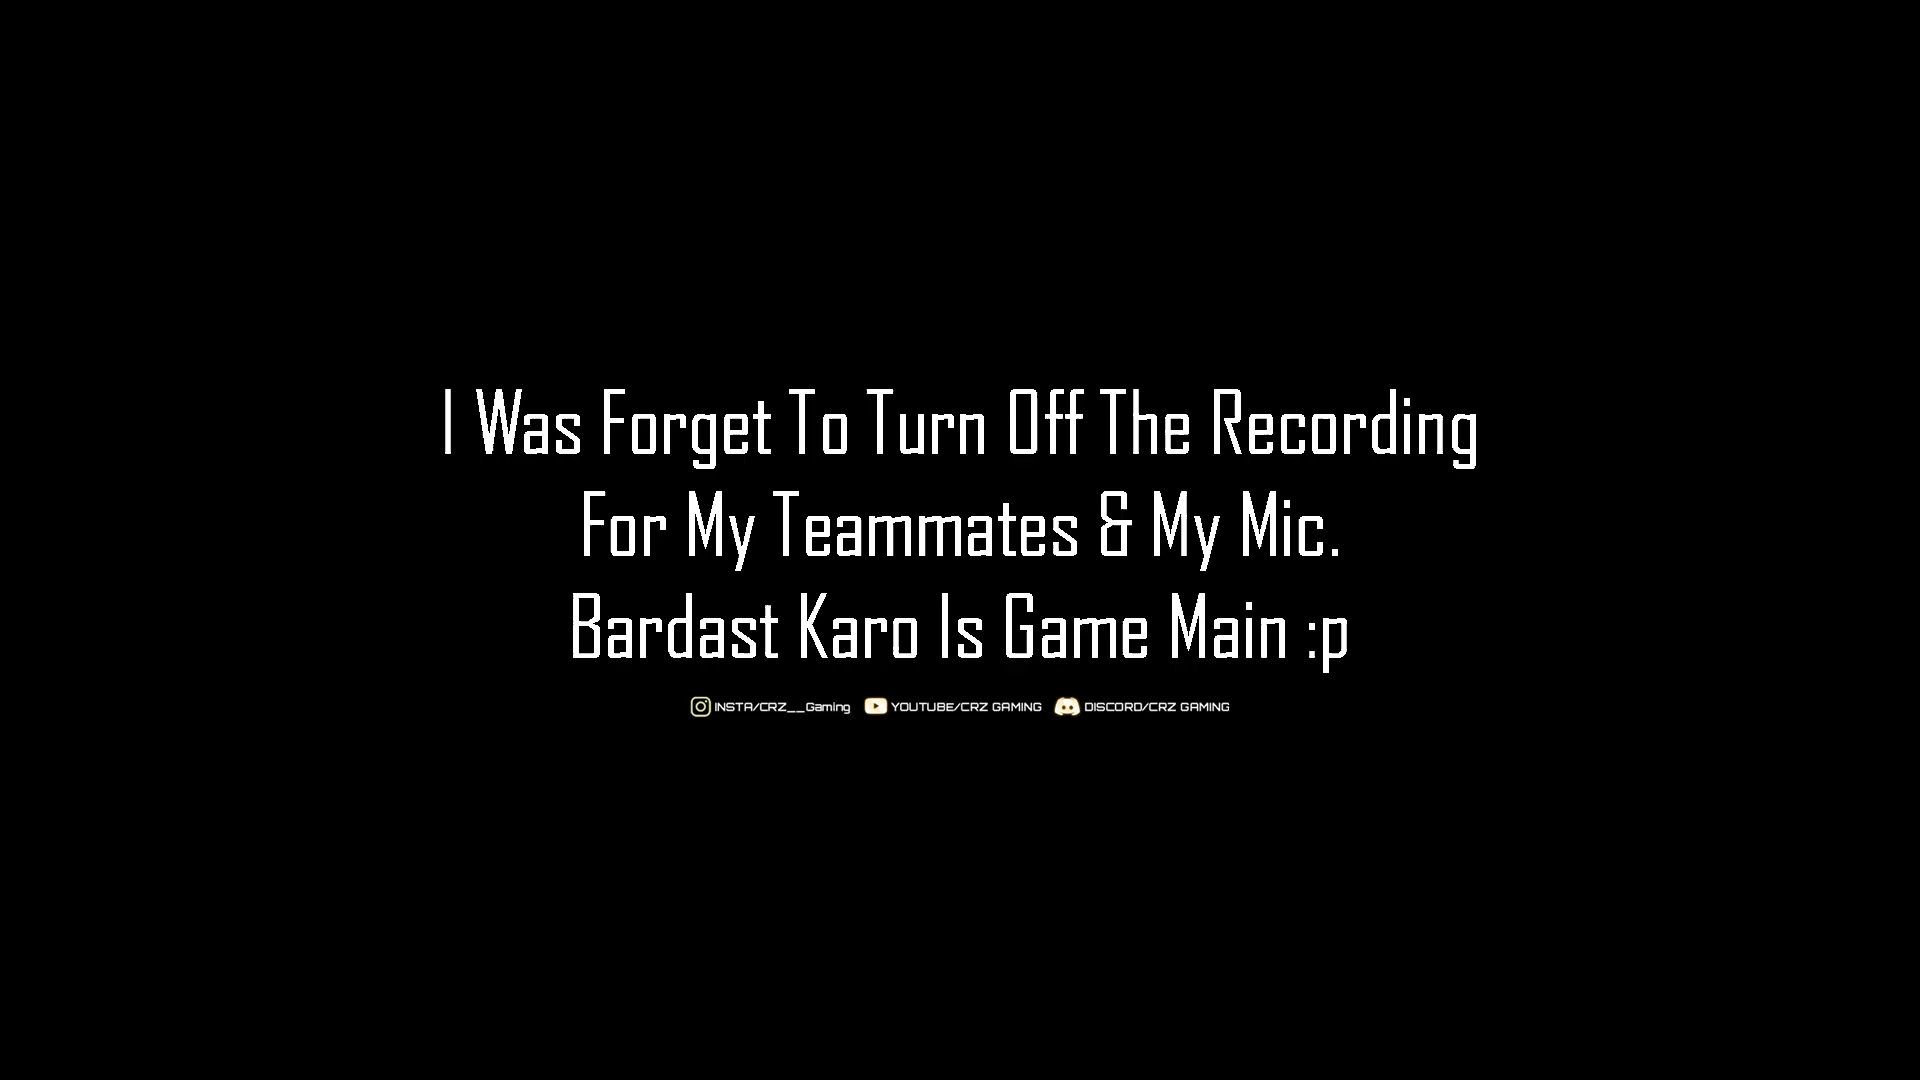 I Was Forget To Turn Off The Recording
For My Teammates & My Mic.
Bardast Karo Is Game Main :p
INSTA/CRZ__Gaming YOUTUBE/CRZ GAMING DISCORD/CRZ GAMING